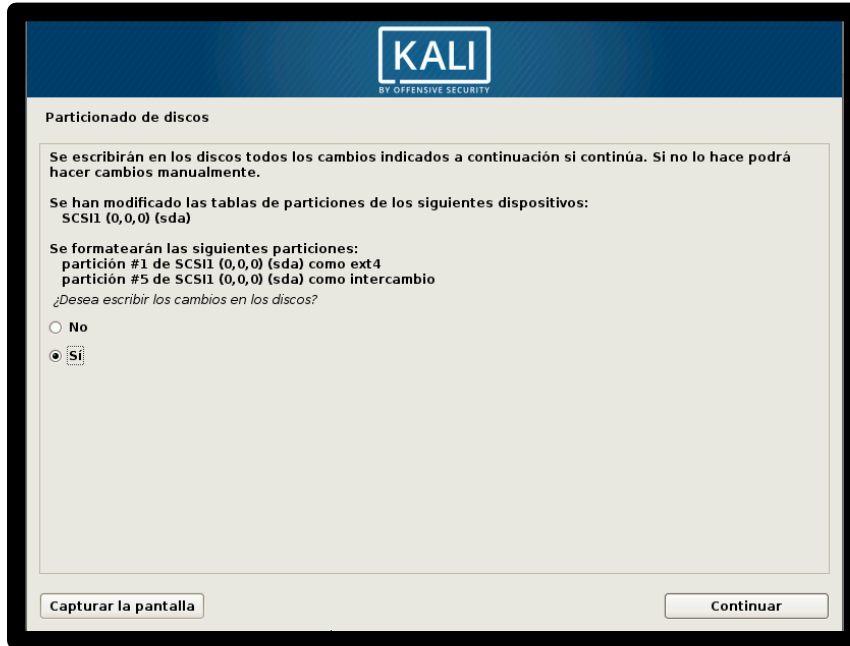 KALI
BY OFFENSIVE SECURITY
Particionado de discos
Se escribirán en los discos todos los cambios indicados a continuación si continúa. Si no lo hace podrá
hacer cambios manualmente.
Se han modificado las tablas de particiones de los siguientes dispositivos:
SCSI1 (0,0,0) (sda)
Se formatearán las siguientes particiones:
partición #1 de SCSI1 (0,0,0) (sda) como ext4
partición #5 de SCSI1 (0,0,0) (sda) como intercambio
¿Desea escribir los cambios en los discos?
No
Sí
Capturar la pantalla
Continuar